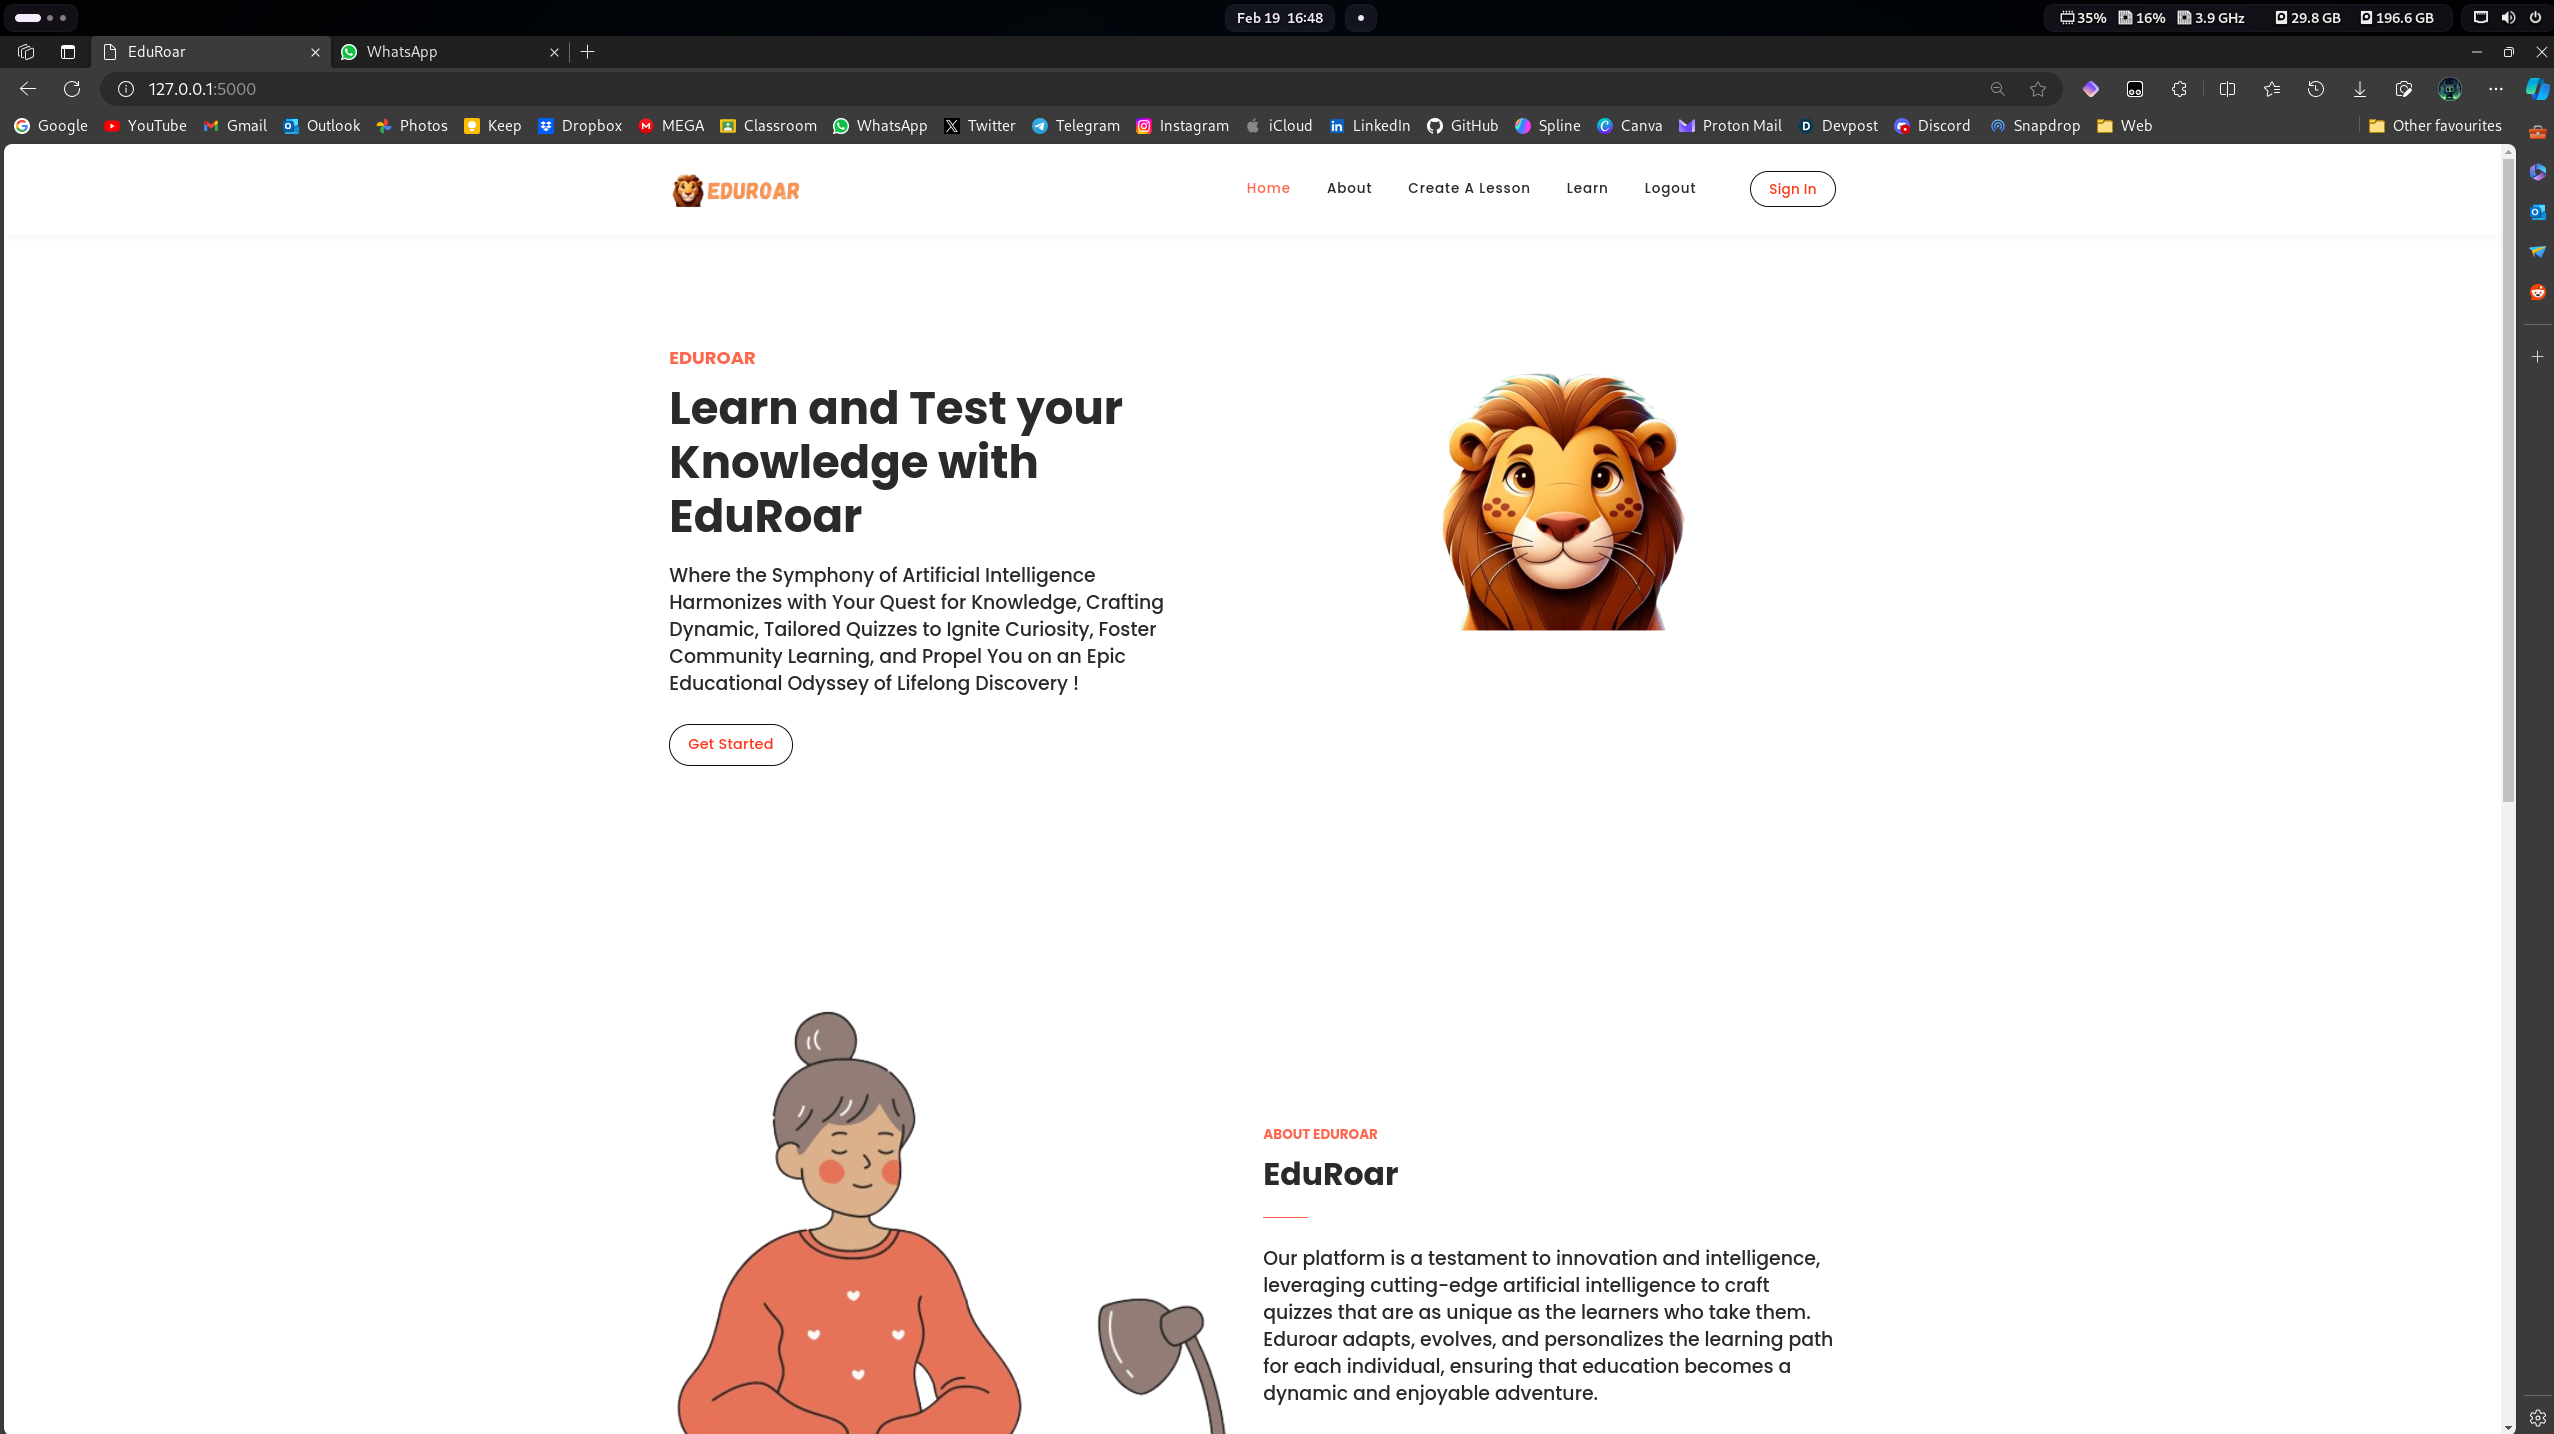 Feb 19 16:48
35% 16% 3.9 GHz 29.8 GB 196.6 GB
EduRoar WhatsApp
127.0.0.1:5000
Google YouTube Gmail Outlook Photos Keep Dropbox MEGA Classroom WhatsApp Twitter Telegram Instagram iCloud LinkedIn GitHub Spline Canva Proton Mail Devpost Discord Snapdrop Web Other favourites
EDUROAR Home About Create A Lesson Learn Logout Sign In
EDUROAR
Learn and Test your
Knowledge with
EduRoar
Where the Symphony of Artificial Intelligence
Harmonizes with Your Quest for Knowledge, Crafting
Dynamic, Tailored Quizzes to Ignite Curiosity, Foster
Community Learning, and Propel You on an Epic
Educational Odyssey of Lifelong Discovery !
Get Started
ABOUT EDUROAR
EduRoar
Our platform is a testament to innovation and intelligence,
leveraging cutting-edge artificial intelligence to craft
quizzes that are as unique as the learners who take them.
Eduroar adapts, evolves, and personalizes the learning path
for each individual, ensuring that education becomes a
dynamic and enjoyable adventure.